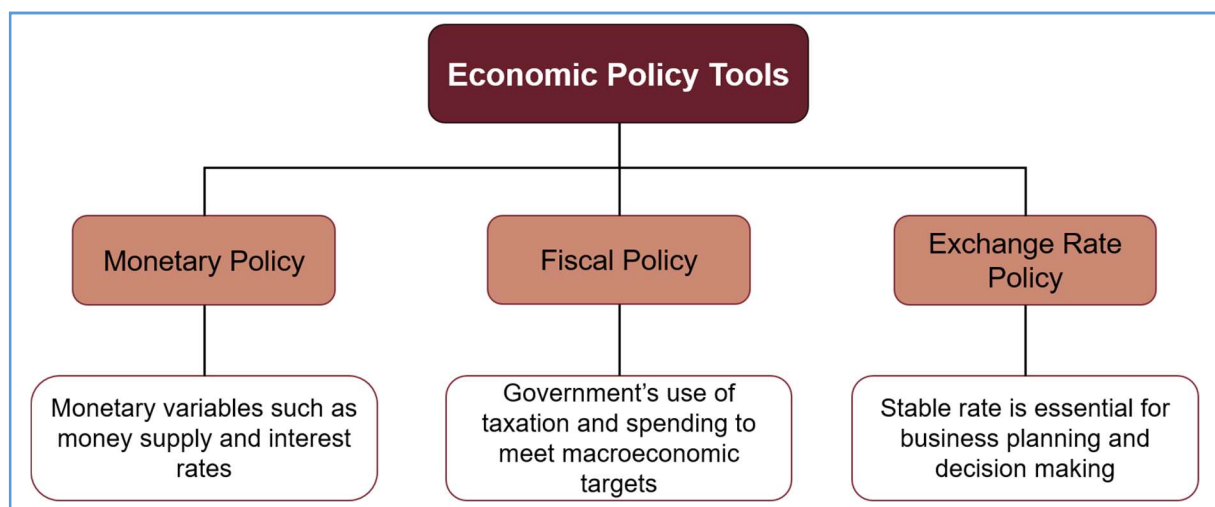 Economic Policy Tools
Monetary Policy
Fiscal Policy
Exchange Rate
Policy
Monetary variables such as
money supply and interest
rates
Government’s use of
taxation and spending to
meet macroeconomic
targets
Stable rate is essential for
business planning and
decision making